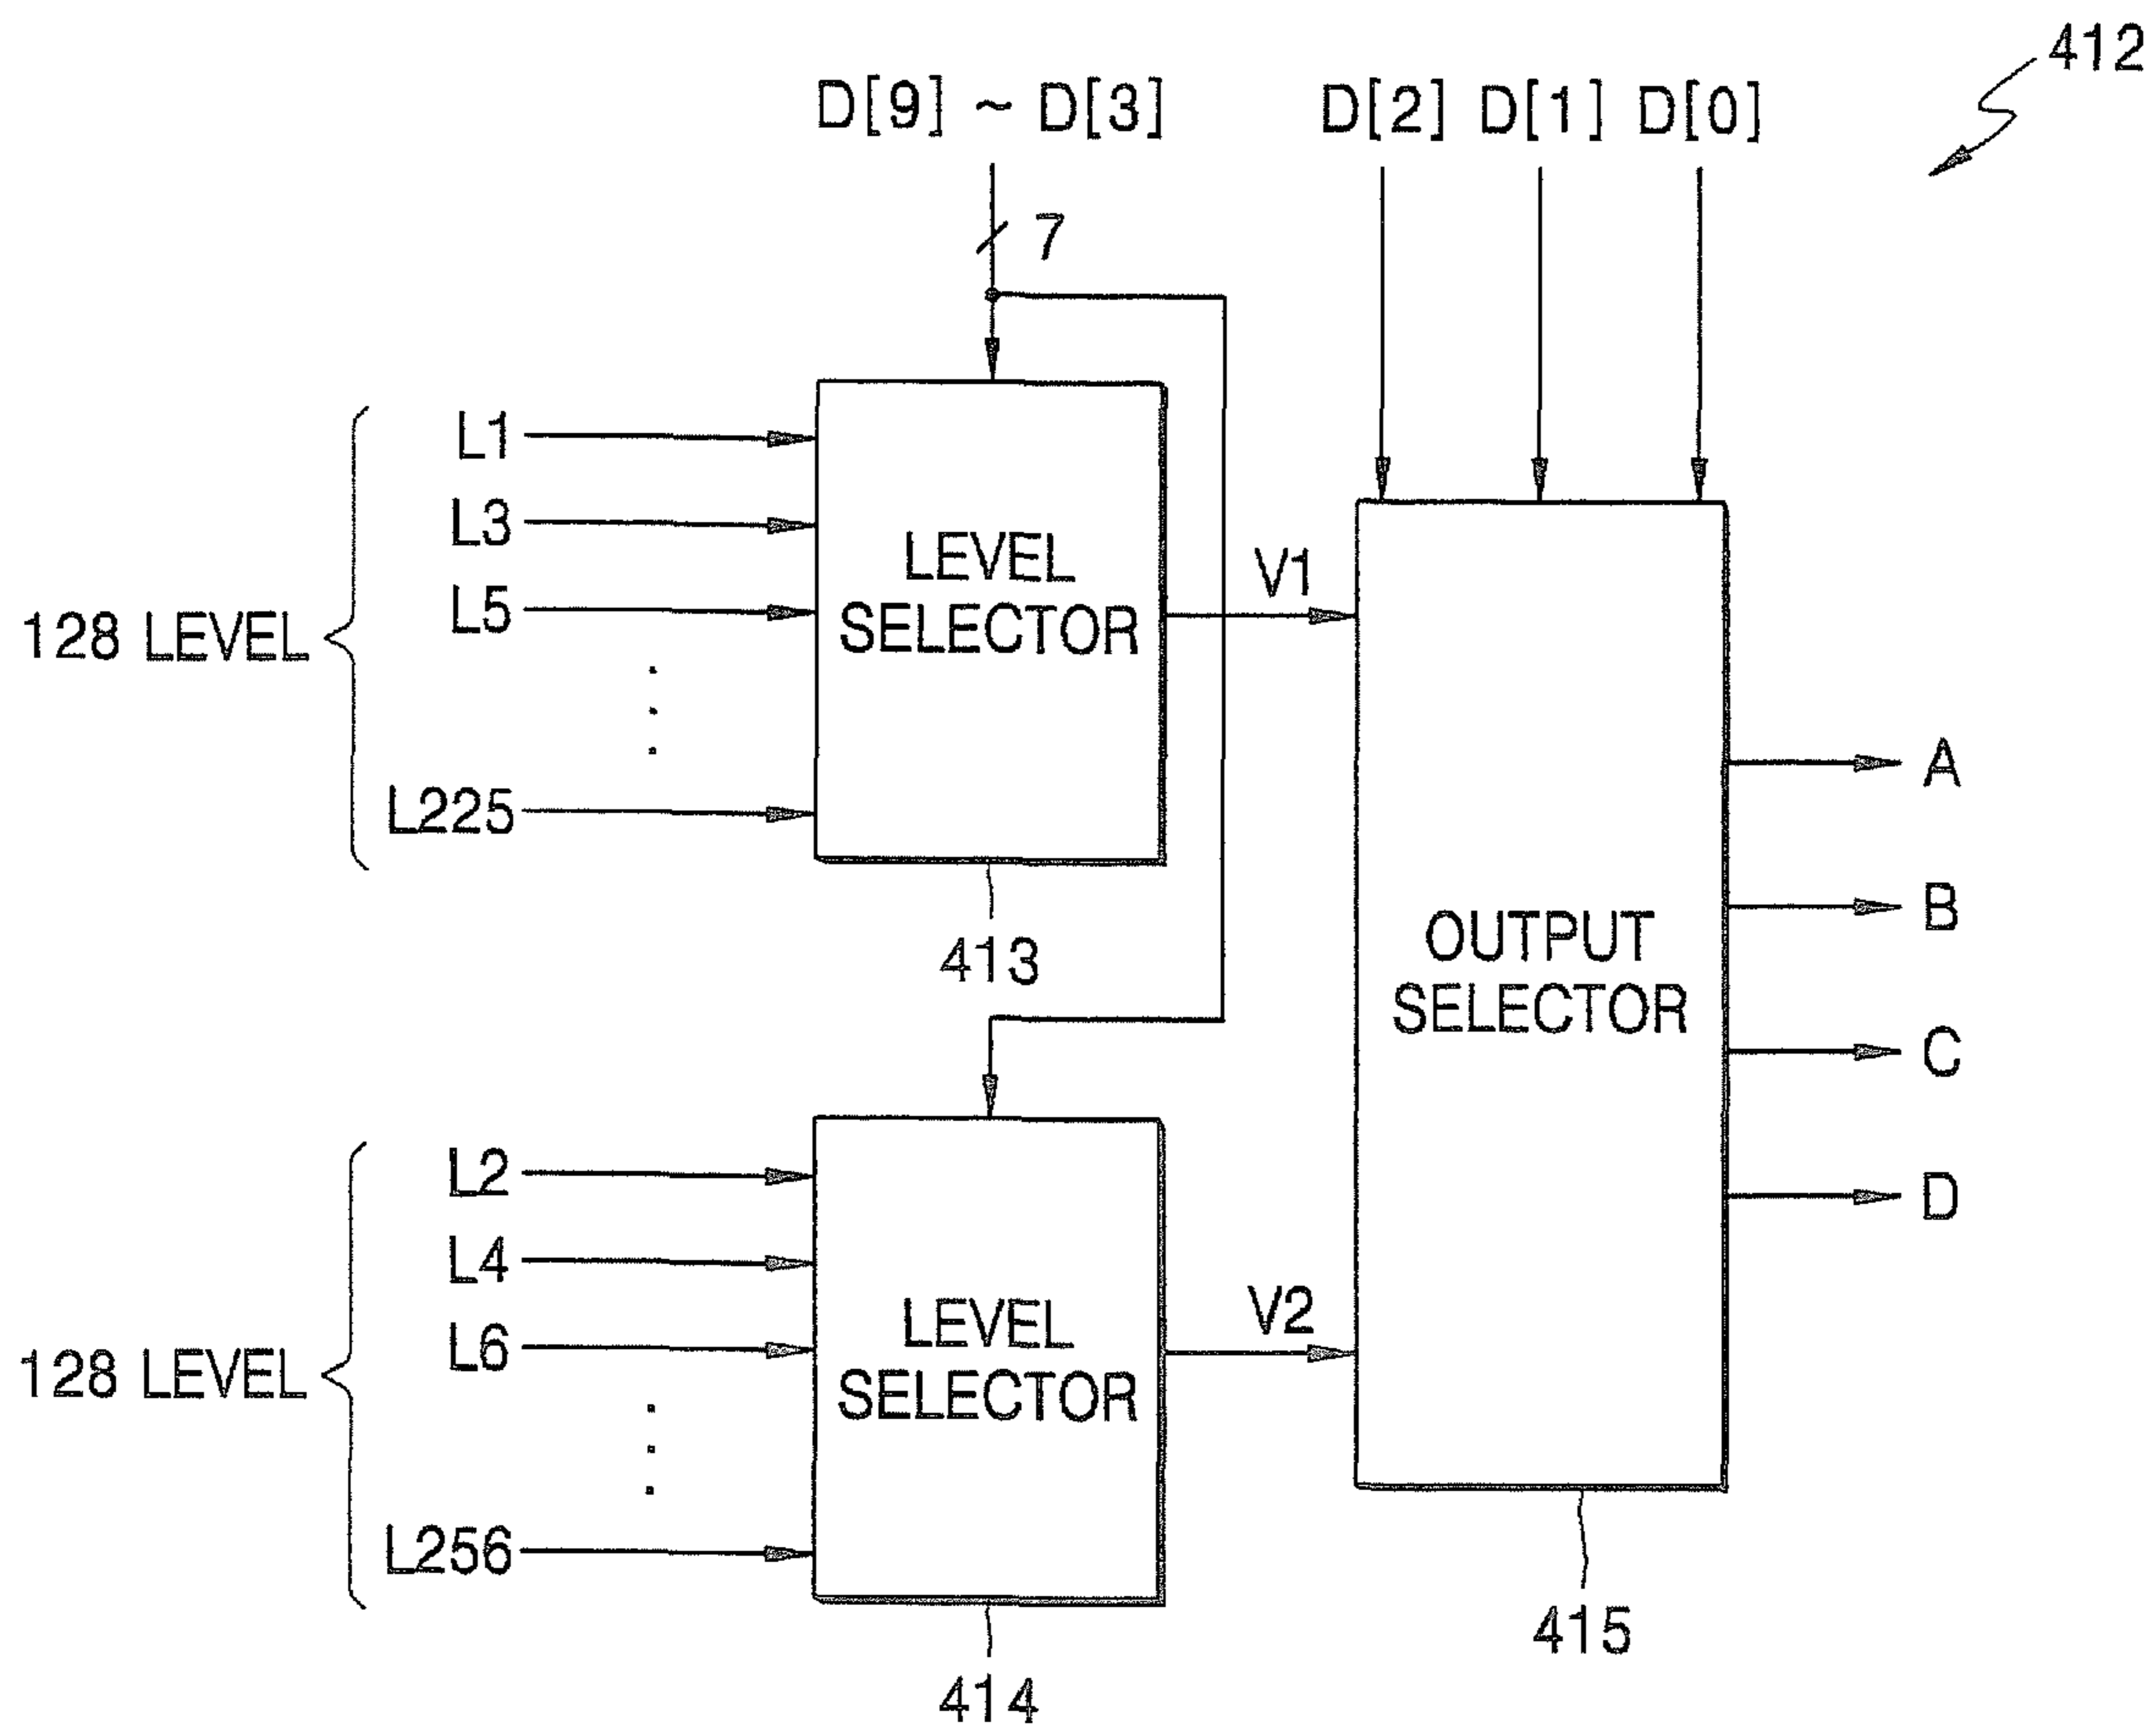 412
D[9] ~ D[3]
D[2] D[1] D[0]
7
L1
L3
L5
L225
128 LEVEL
LEVEL
SELECTOR
V1
413
A
B
C
D
OUTPUT
SELECTOR
L2
L4
L6
L256
128 LEVEL
LEVEL
SELECTOR
V2
414
415